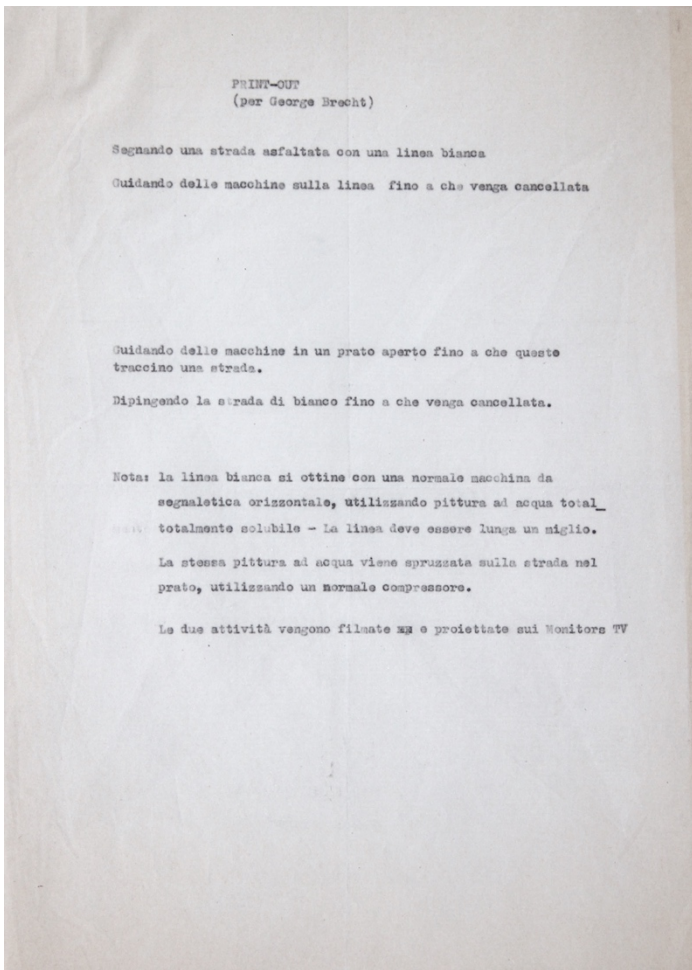 PRINT-OUT
(per George Brecht)
Segnando una strada asfaltata con una linea bianca
Guidando delle macchine sulla linea fino a che venga cancellata
Guidando delle macchine in un prato aperto fino a che queste
traccino una strada.
Dipingendo la strada di bianco fino a che venga cancellata.
Nota: la linea bianca si ottine con una normale macchina da
segnaletica orizzontale, utilizzando pittura ad acqua total_
totalmente solubile - La linea deve essere lunga un miglio.
La stessa pittura ad acqua viene spruzzata sulla strada nel
prato, utilizzando un normale compressore.
Le due attività vengono filmate e proiettate sui Monitors TV